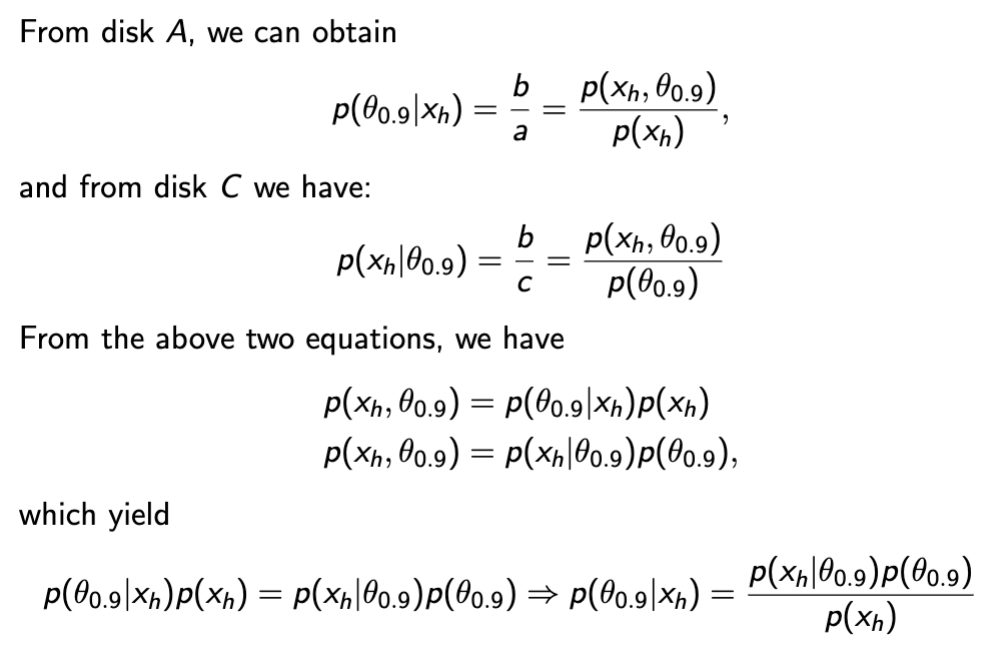 From disk A, we can obtain
p(θ₀.₉|xₕ) = b/a = p(xₕ, θ₀.₉)/p(xₕ),
and from disk C we have:
p(xₕ|θ₀.₉) = b/c = p(xₕ, θ₀.₉)/p(θ₀.₉)
From the above two equations, we have
p(xₕ, θ₀.₉) = p(θ₀.₉|xₕ)p(xₕ)
p(xₕ, θ₀.₉) = p(xₕ|θ₀.₉)p(θ₀.₉),
which yield
p(θ₀.₉|xₕ)p(xₕ) = p(xₕ|θ₀.₉)p(θ₀.₉) ⇒ p(θ₀.₉|xₕ) = p(xₕ|θ₀.₉)p(θ₀.₉)/p(xₕ)